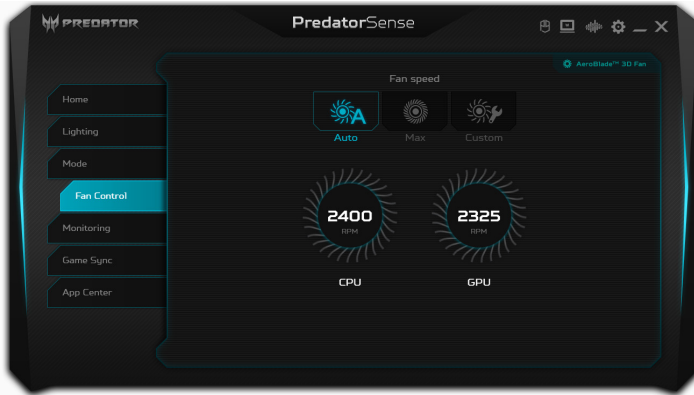 PREDATOR
PredatorSense
AeroBlade™ 3D Fan
Fan speed
Home
Lighting
Mode
Fan Control
Monitoring
Game Sync
App Center
A
Auto
Max
Custom
2400
RPM
CPU
2325
RPM
GPU